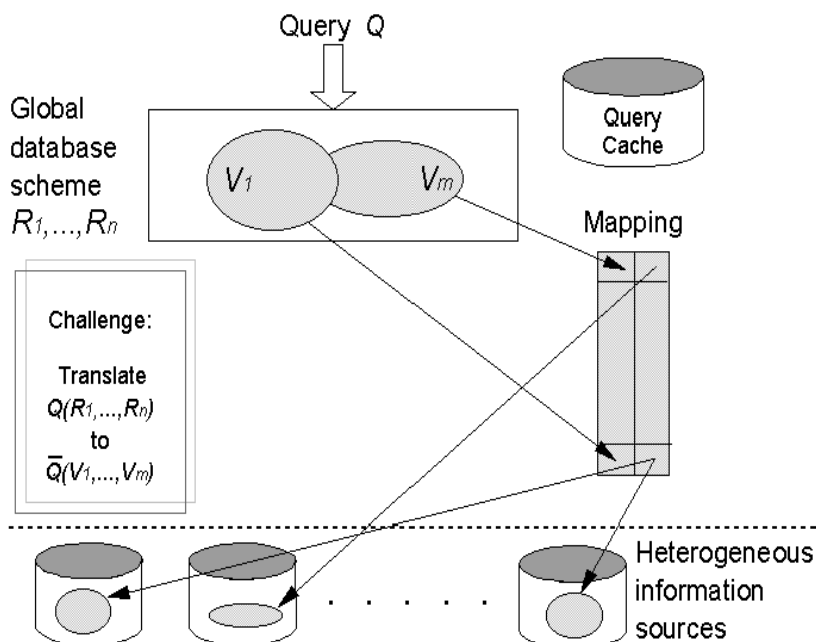 Query Q
Global
database
scheme
R1,...,Rn
V1
Vm
Query
Cache
Mapping
Challenge:
Translate
Q(R1,...,Rn)
to
Q̅(V1,...,Vm)
. . . . .
Heterogeneous
information
sources